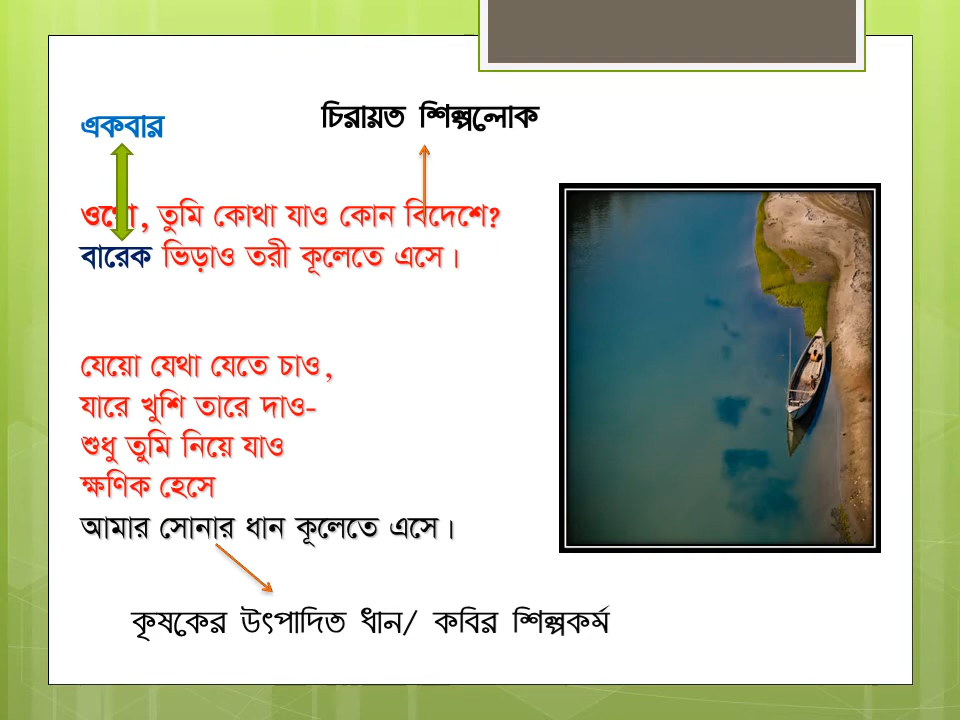 একবার
চিরায়ত শিল্পলোক
ওগো, তুমি কোথা যাও কোন বিদেশে?
বারেক ভিড়াও তরী কূলেতে এসে।
যেয়ো যেথা যেতে চাও,
যারে খুশি তারে দাও-
শুধু তুমি নিয়ে যাও
ক্ষণিক হেসে
আমার সোনার ধান কূলেতে এসে।
কৃষকের উৎপাদিত ধান/ কবির শিল্পকর্ম